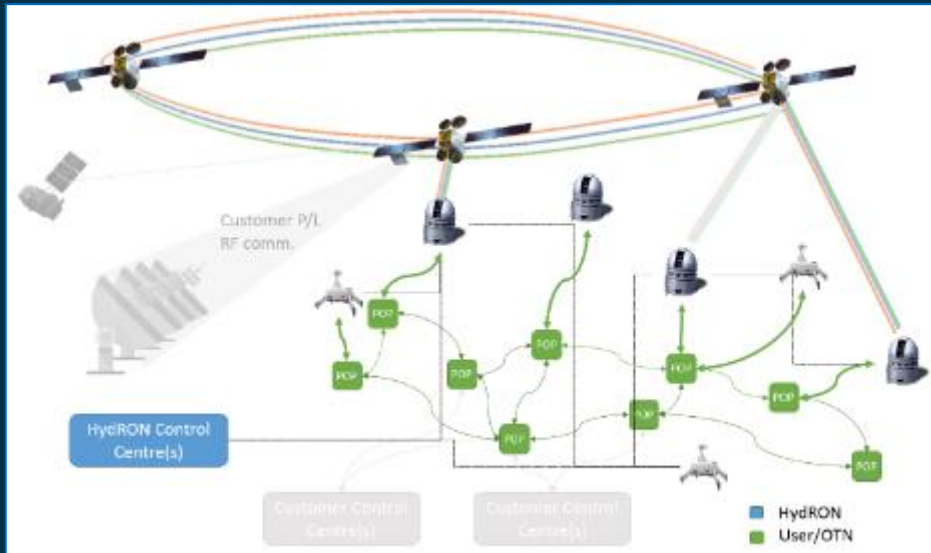 Customer P/L
RF comm.
POP
POP
POP
POP
POP
POP
POP
POP
POP
HydRON Control
Centre(s)
Customer Control
Centre(s)
Customer Control
Centre(s)
HydRON
User/OTN